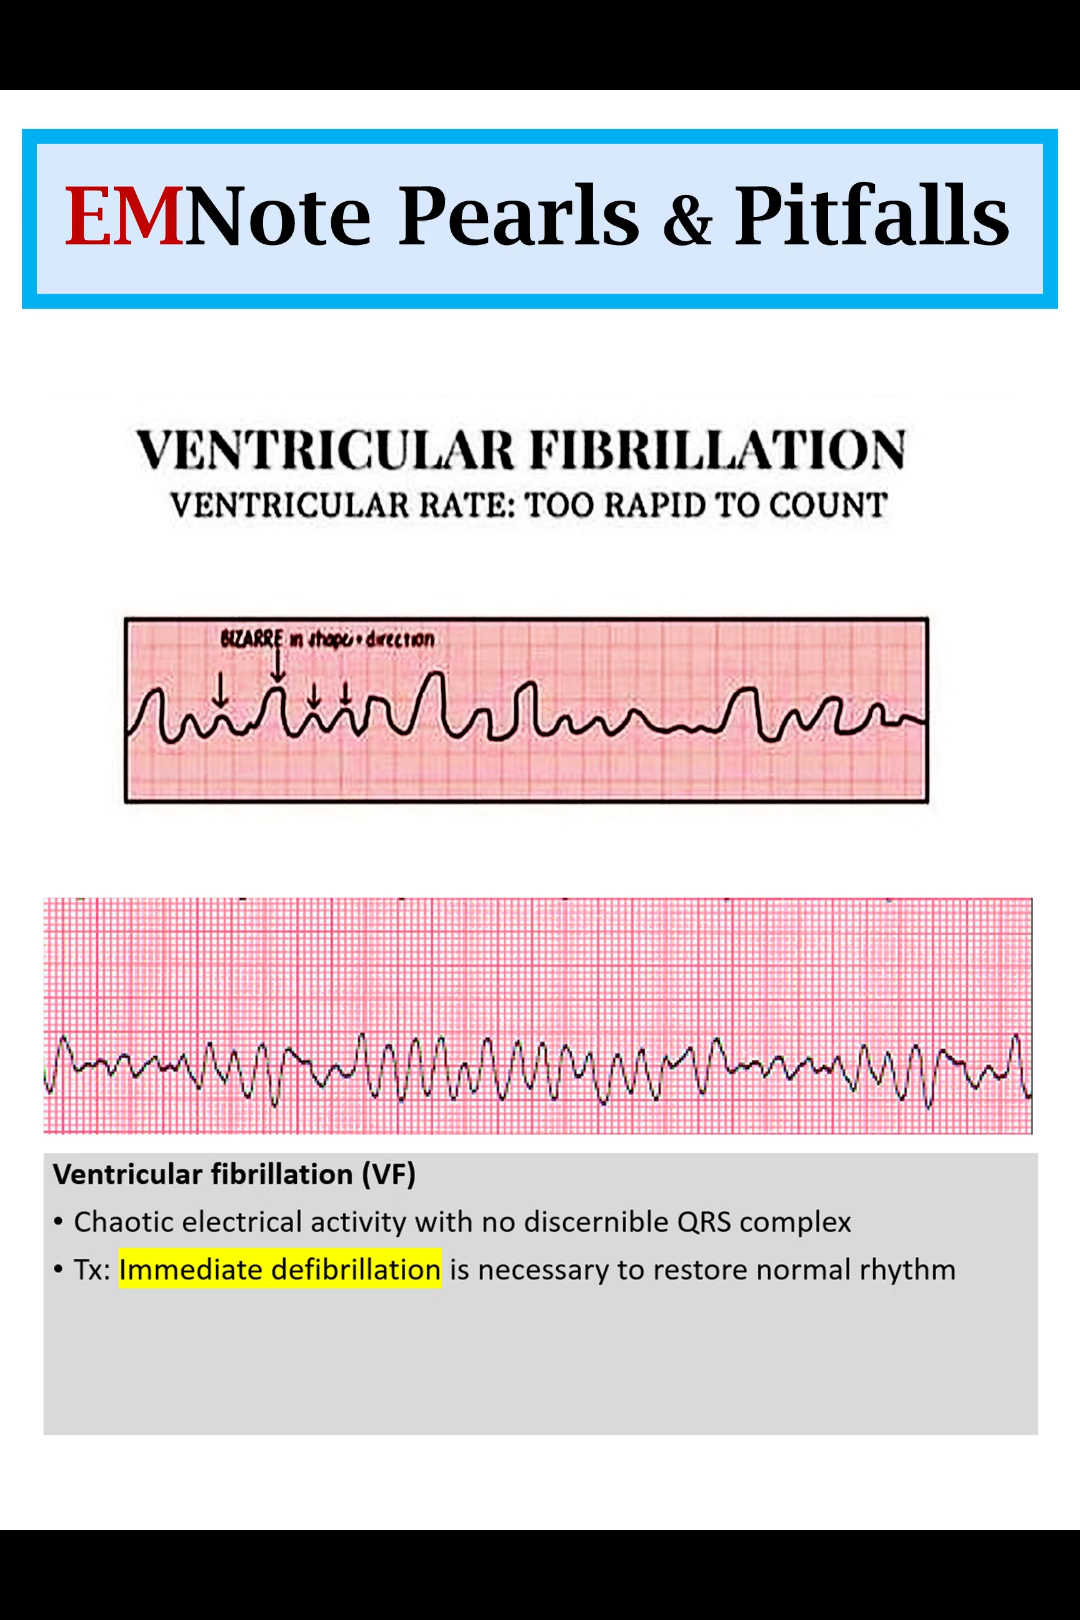 EMNote Pearls & Pitfalls
VENTRICULAR FIBRILLATION
VENTRICULAR RATE: TOO RAPID TO COUNT
BIZARRE in shape + direction
Ventricular fibrillation (VF)
• Chaotic electrical activity with no discernible QRS complex
• Tx: Immediate defibrillation is necessary to restore normal rhythm